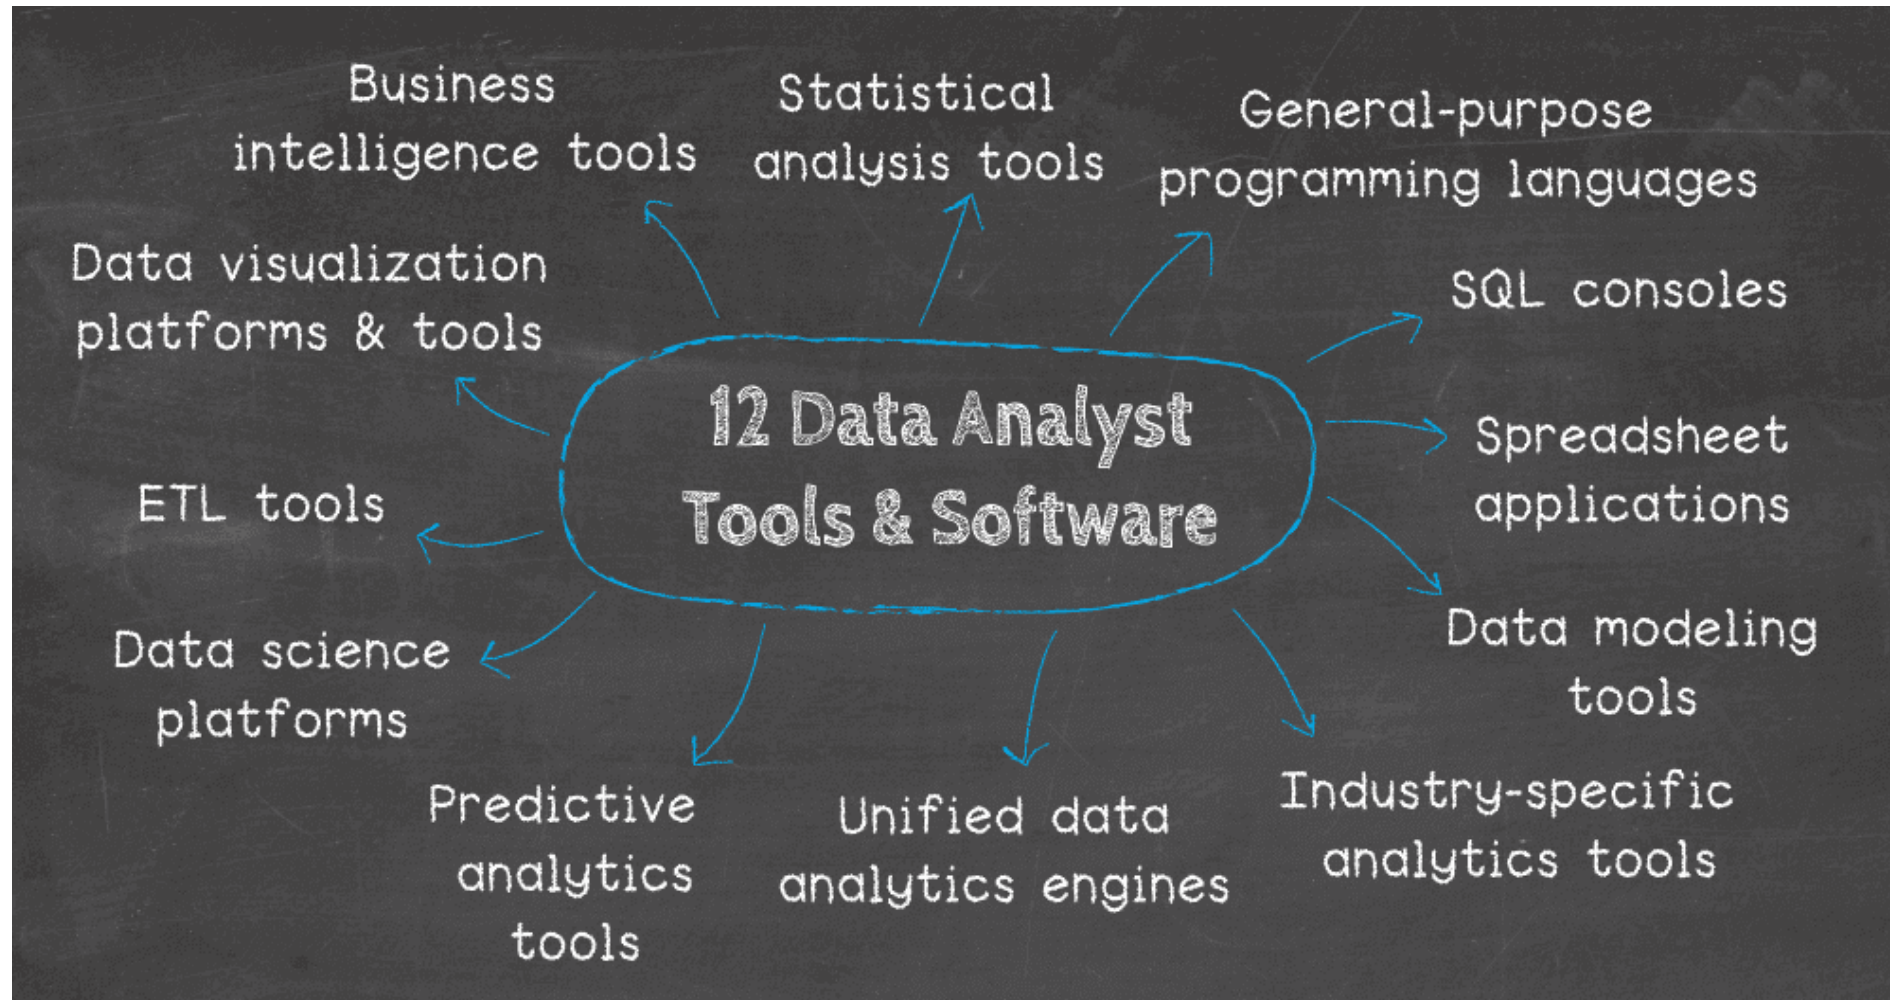 Business
intelligence tools
Statistical
analysis tools
General-purpose
programming languages
Data visualization
platforms & tools
SQL consoles
12 Data Analyst
Tools & Software
Spreadsheet
applications
ETL tools
Data modeling
tools
Data science
platforms
Predictive
analytics
tools
Unified data
analytics engines
Industry-specific
analytics tools